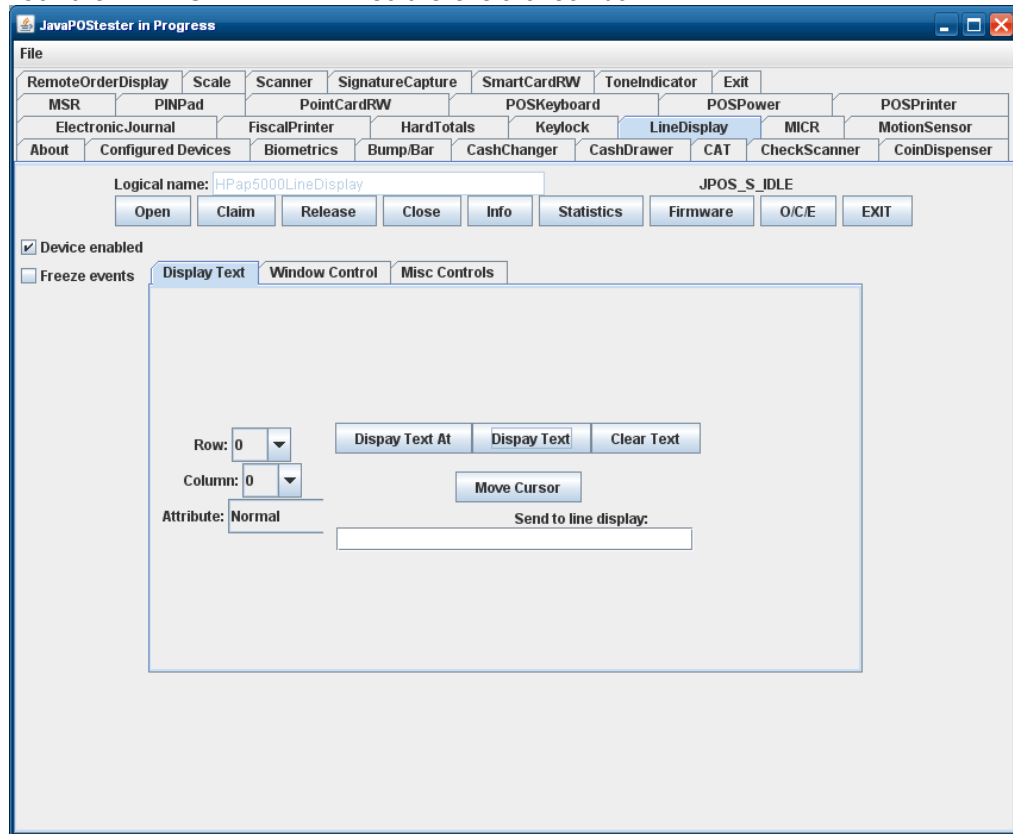 JavaPOStester in Progress
File
RemoteOrderDisplay Scale Scanner SignatureCapture SmartCardRW ToneIndicator Exit
MSR PINPad PointCardRW POSKeyboard POSPower POSPrinter
ElectronicJournal FiscalPrinter HardTotals Keylock LineDisplay MICR MotionSensor
About Configured Devices Biometrics Bump/Bar CashChanger CashDrawer CAT CheckScanner CoinDispenser
Logical name: HPap5000LineDisplay JPOS_S_IDLE
Open Claim Release Close Info Statistics Firmware O/C/E EXIT
Device enabled
Freeze events Display Text Window Control Misc Controls
Row: 0 Dispay Text At Dispay Text Clear Text
Column: 0 Move Cursor
Attribute: Normal Send to line display: